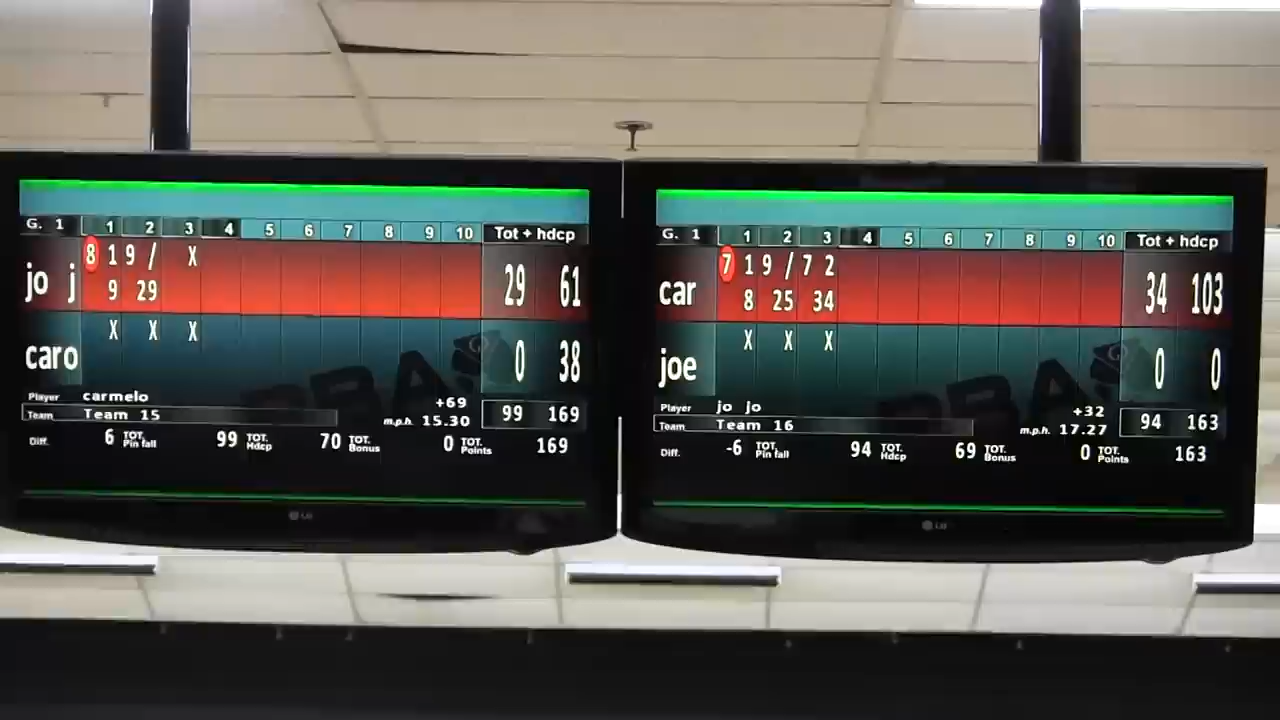 G. 1 1 2 3 4 5 6 7 8 9 10 Tot + hdcp
jo j 8 1 9 / X
9 29 29 61
caro X X X
0 38
Player carmelo +69
Team Team 15 m.p.h. 15.30 99 169
Diff. 6 TOT. Pin fall 99 TOT. Hdcp 70 TOT. Bonus 0 TOT. Points 169
LG
G. 1 1 2 3 4 5 6 7 8 9 10 Tot + hdcp
car 7 1 9 / 7 2
8 25 34 34 103
joe X X X
0 0
Player jo jo +32
Team Team 16 m.p.h. 17.27 94 163
Diff. -6 TOT. Pin fall 94 TOT. Hdcp 69 TOT. Bonus 0 TOT. Points 163
LG